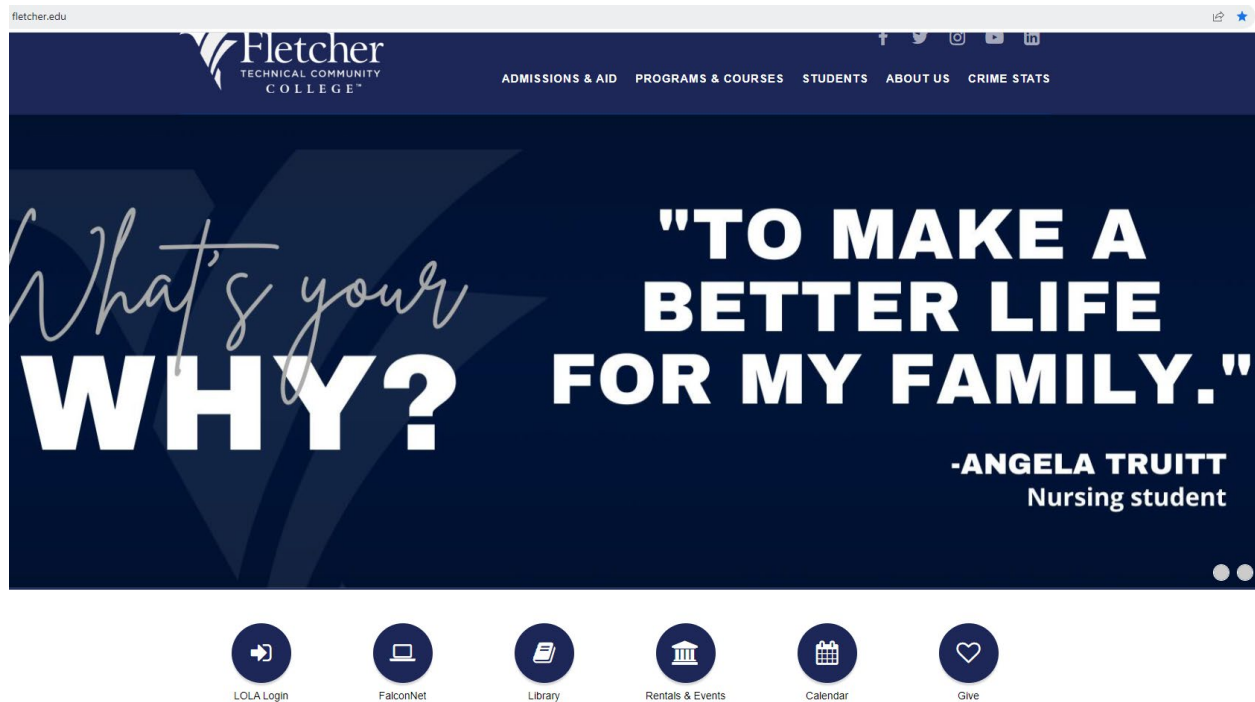 fletcher.edu
Fletcher
TECHNICAL COMMUNITY
COLLEGE™
ADMISSIONS & AID PROGRAMS & COURSES STUDENTS ABOUT US CRIME STATS
What's your
WHY?
"TO MAKE A
BETTER LIFE
FOR MY FAMILY."
-ANGELA TRUITT
Nursing student
LOLA Login FalconNet Library Rentals & Events Calendar Give